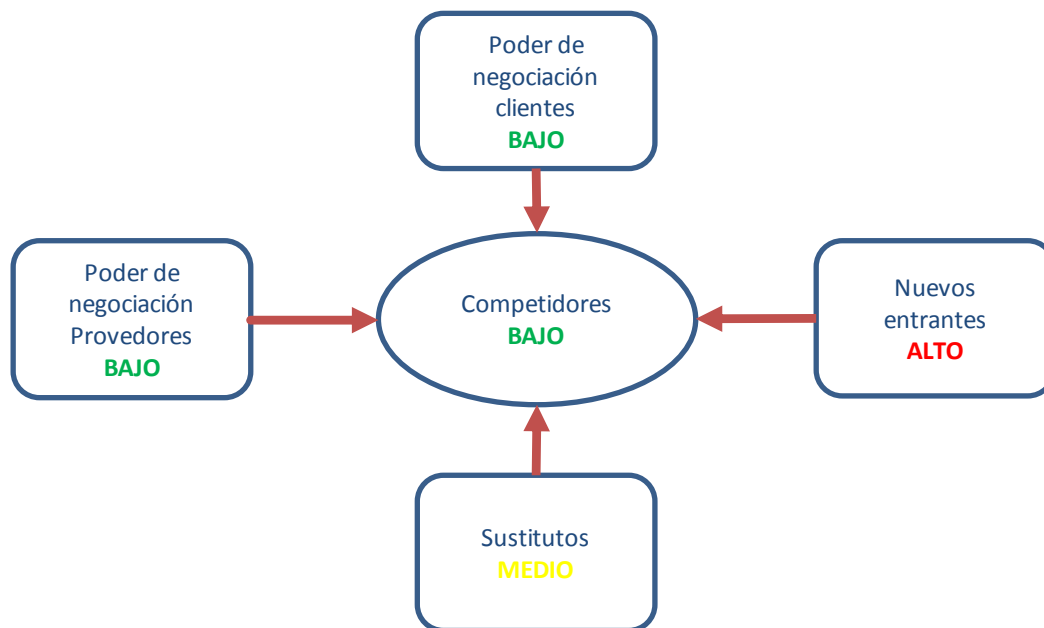 Poder de
negociación
clientes
BAJO
Poder de
negociación
Provedores
BAJO
Competidores
BAJO
Nuevos
entrantes
ALTO
Sustitutos
MEDIO